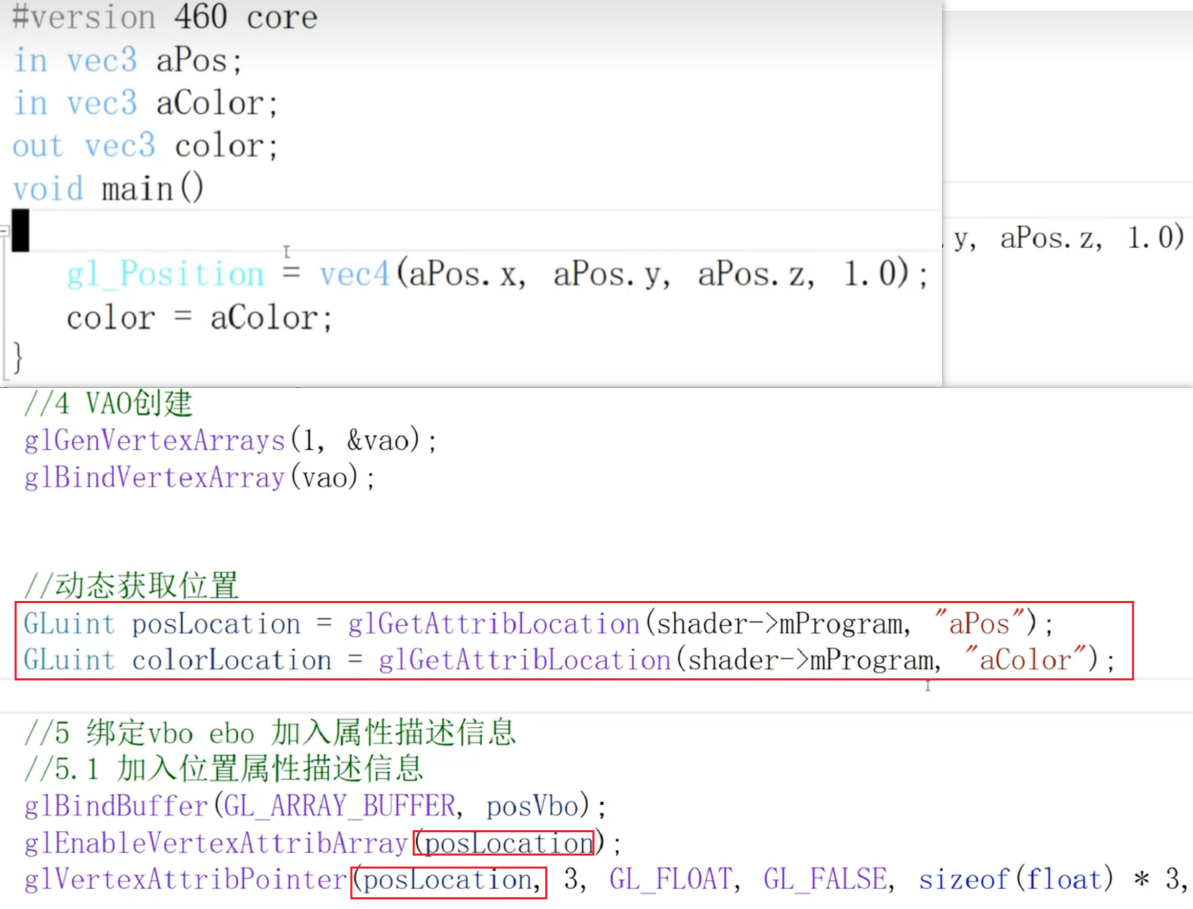 #version 460 core
in vec3 aPos;
in vec3 aColor;
out vec3 color;
void main()
y, aPos.z, 1.0)
gl_Position = vec4(aPos.x, aPos.y, aPos.z, 1.0);
color = aColor;
}
//4 VAO创建
glGenVertexArrays(1, &vao);
glBindVertexArray(vao);
//动态获取位置
GLuint posLocation = glGetAttribLocation(shader->mProgram, "aPos");
GLuint colorLocation = glGetAttribLocation(shader->mProgram, "aColor");
//5 绑定vbo ebo 加入属性描述信息
//5.1 加入位置属性描述信息
glBindBuffer(GL_ARRAY_BUFFER, posVbo);
glEnableVertexAttribArray(posLocation);
glVertexAttribPointer(posLocation, 3, GL_FLOAT, GL_FALSE, sizeof(float) * 3,